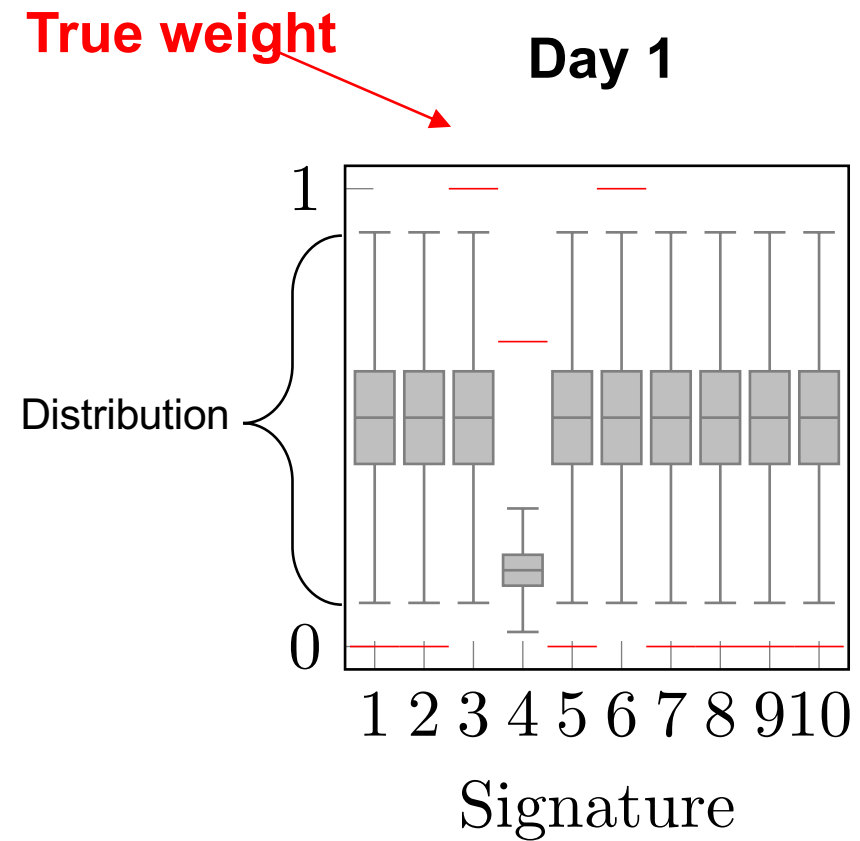 True weight
Day 1
1
Distribution
0
1 2 3 4 5 6 7 8 9 10
Signature